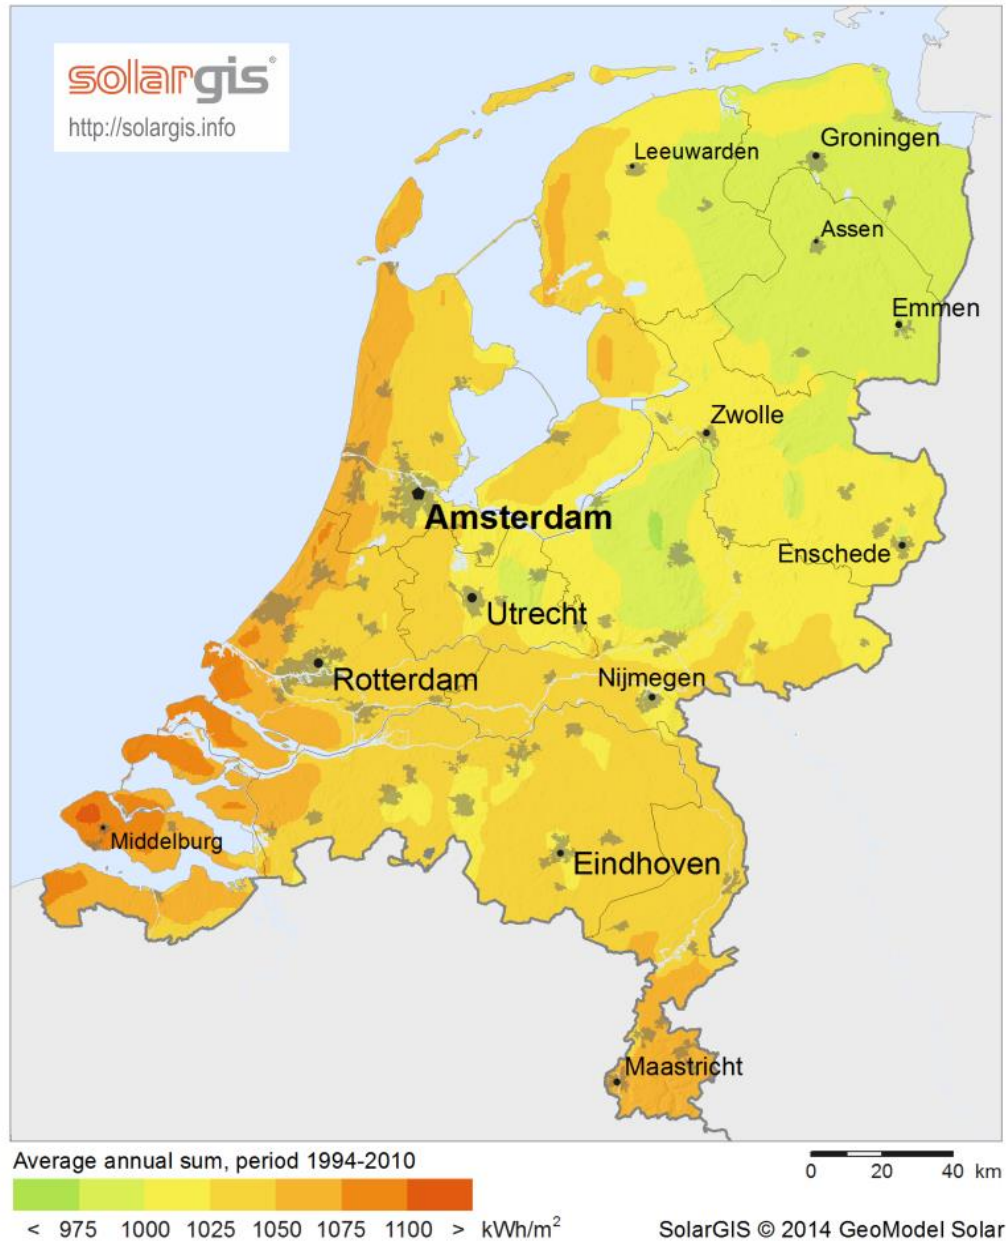 solargis®
http://solargis.info
Leeuwarden
Groningen
Assen
Emmen
Zwolle
Amsterdam
Enschede
Utrecht
Rotterdam
Nijmegen
Middelburg
Eindhoven
Maastricht
Average annual sum, period 1994-2010
0 20 40 km
< 975 1000 1025 1050 1075 1100 > kWh/m²
SolarGIS © 2014 GeoModel Solar